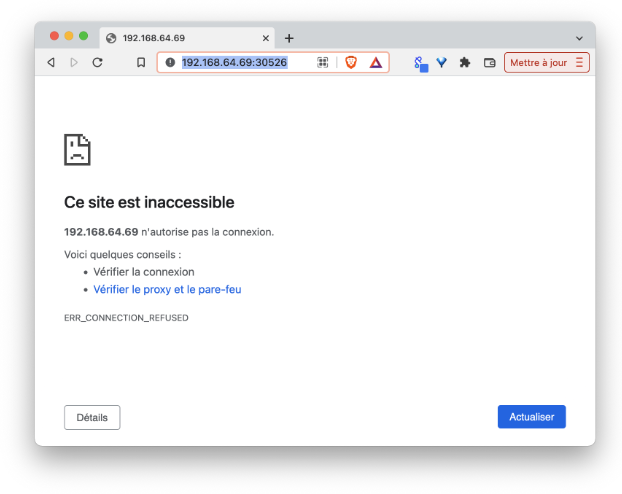 192.168.64.69
192.168.64.69:30526
Mettre à jour
Ce site est inaccessible
192.168.64.69 n'autorise pas la connexion.
Voici quelques conseils :
• Vérifier la connexion
• Vérifier le proxy et le pare-feu
ERR_CONNECTION_REFUSED
Détails
Actualiser